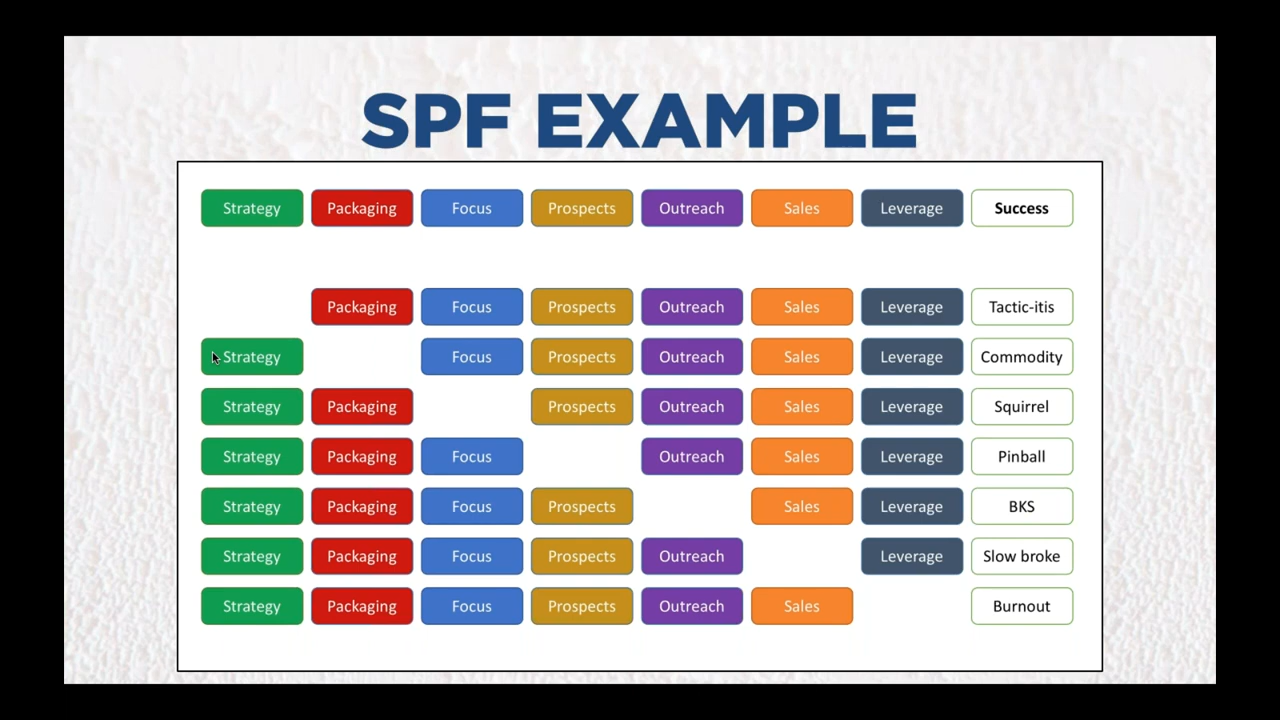 SPF EXAMPLE
Strategy Packaging Focus Prospects Outreach Sales Leverage Success
Packaging Focus Prospects Outreach Sales Leverage Tactic-itis
Strategy Focus Prospects Outreach Sales Leverage Commodity
Strategy Packaging Prospects Outreach Sales Leverage Squirrel
Strategy Packaging Focus Outreach Sales Leverage Pinball
Strategy Packaging Focus Prospects Sales Leverage BKS
Strategy Packaging Focus Prospects Outreach Leverage Slow broke
Strategy Packaging Focus Prospects Outreach Sales Burnout